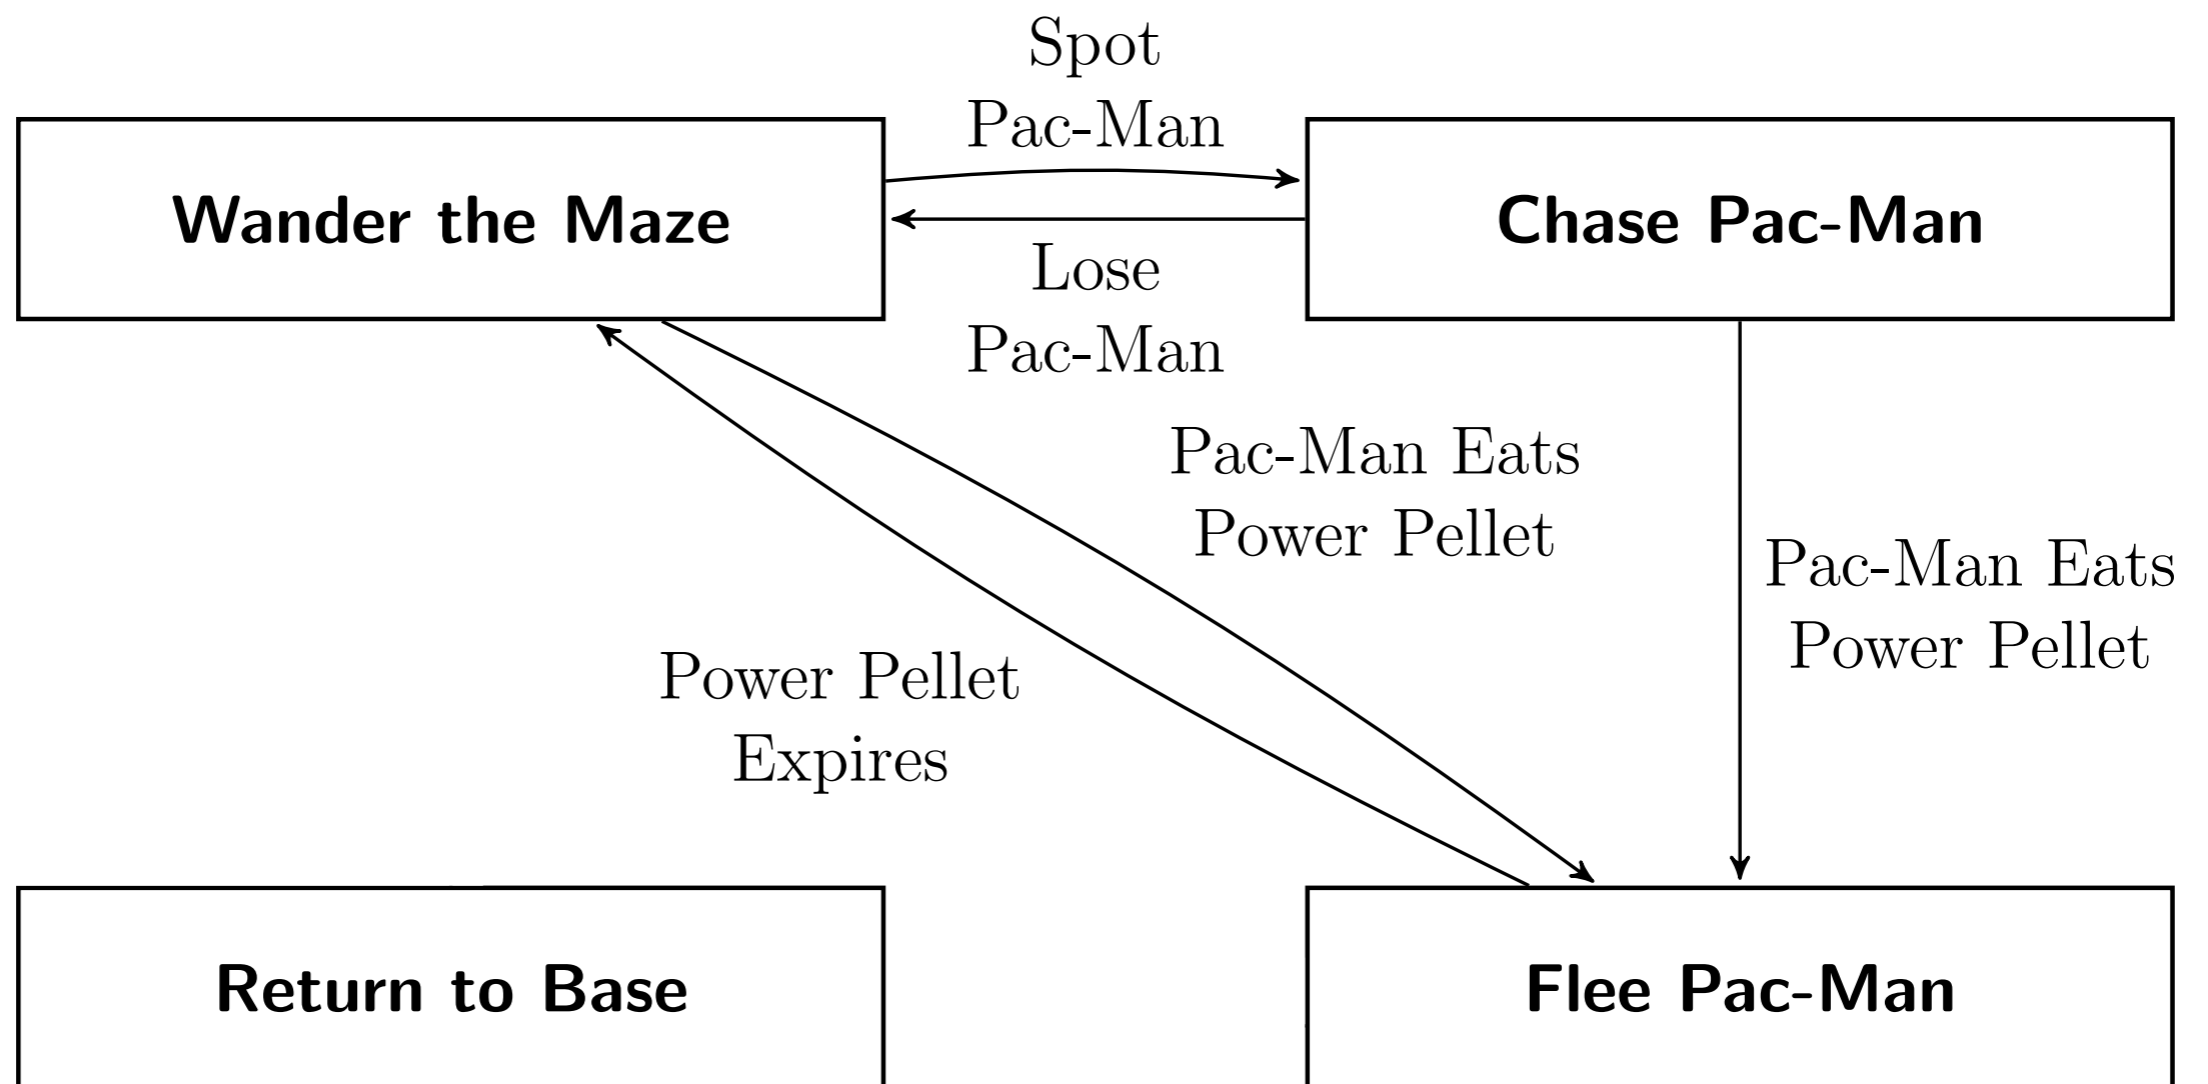 Spot
Pac-Man
Wander the Maze
Chase Pac-Man
Lose
Pac-Man
Pac-Man Eats
Power Pellet
Pac-Man Eats
Power Pellet
Power Pellet
Expires
Return to Base
Flee Pac-Man